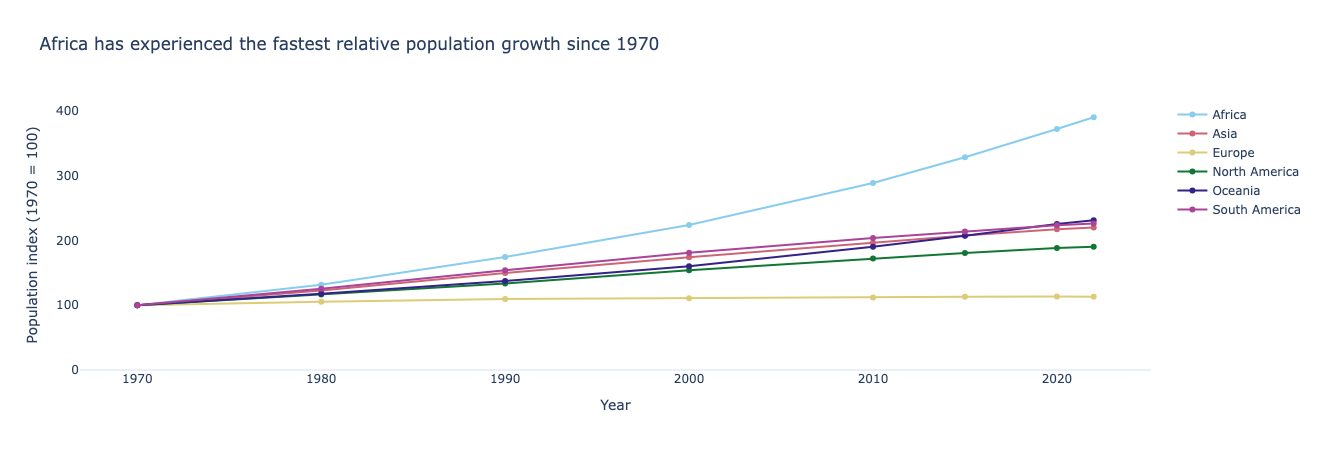 Africa has experienced the fastest relative population growth since 1970
Population index (1970 = 100)
400
300
200
100
0
1970 1980 1990 2000 2010 2020
Year
Africa
Asia
Europe
North America
Oceania
South America